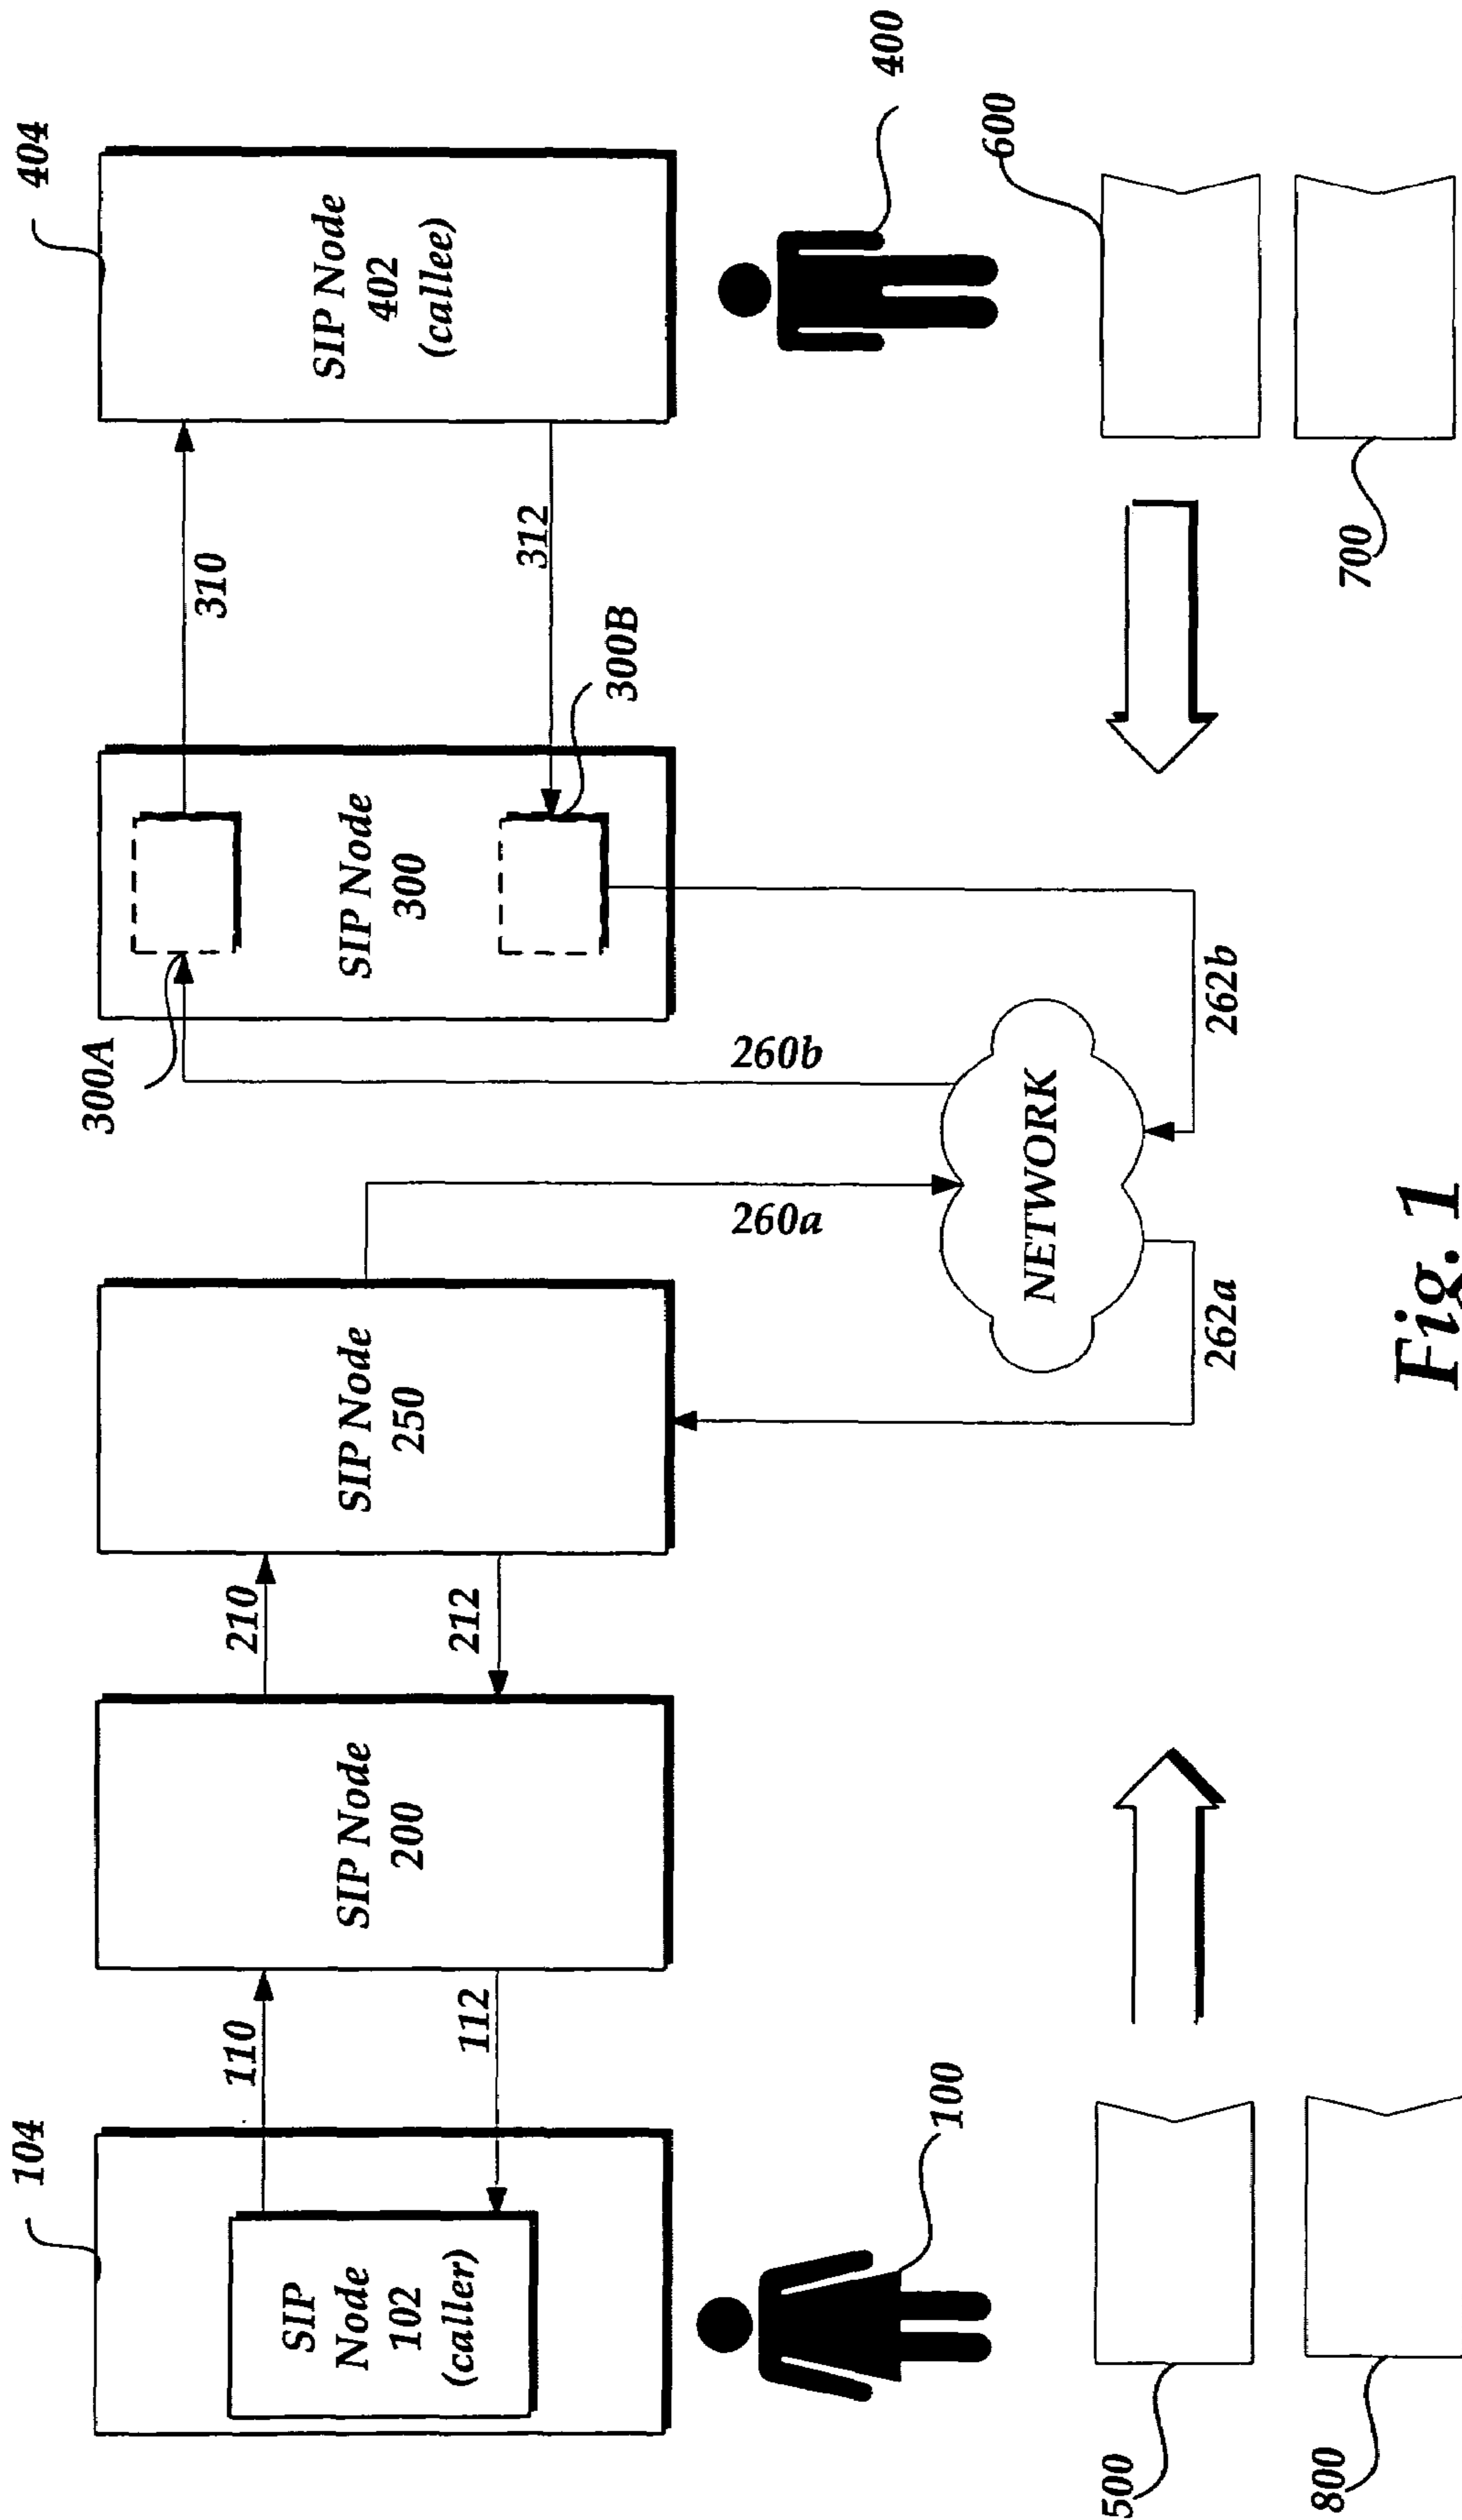 104
SIP
Node
102
(caller)
110
112
100
500
800
SIP Node
200
210
212
SIP Node
250
260a
262a
NETWORK
260b
262b
300A
SIP Node
300
300B
310
312
404
SIP Node
402
(callee)
400
600
700
Fig. 1